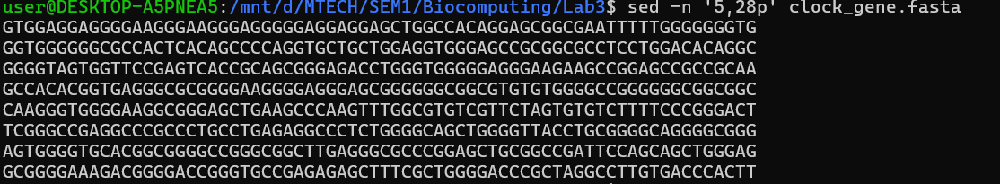 user@DESKTOP-A5PNEA5:/mnt/d/MTECH/SEM1/Biocomputing/Lab3$ sed -n '5,28p' clock_gene.fasta
GTGGAGGAGGGGAAGGGAAGGGAGGGGGAGGAGGAGCTGGCCACAGGAGCGGCGAATTTTTGGGGGGGTG
GGTGGGGGGCGCCACTCACAGCCCCAGGTGCTGCTGGAGGTGGGAGCCGCGGCGCCTCCTGGACACAGGC
GGGGTAGTGGTTCCGAGTCACCGCAGCGGGAGACCTGGGTGGGGGAGGGAAGAAGCCGGAGCCGCCGCAA
GCCACACGGTGAGGGCGCGGGGAAGGGGAGGGAGCGGGGGGCGGCGTGTGTGGGGCCGGGGGGCGGCGGC
CAAGGGTGGGGAAGGCGGGAGCTGAAGCCCAAGTTTGGCGTGTCGTTCTAGTGTGTCTTTTCCCGGGACT
TCGGGCCGAGGCCCGCCCTGCCTGAGAGGCCCTCTGGGGCAGCTGGGGTTACCTGCGGGGCAGGGGCGGG
AGTGGGGTGCACGGCGGGGCCGGGCGGCTTGAGGGCGCCCGGAGCTGCGGCCGATTCCAGCAGCTGGGAG
GCGGGGAAAGACGGGGACCGGGTGCCGAGAGAGCTTTCGCTGGGGACCCGCTAGGCCTTGTGACCCACTT